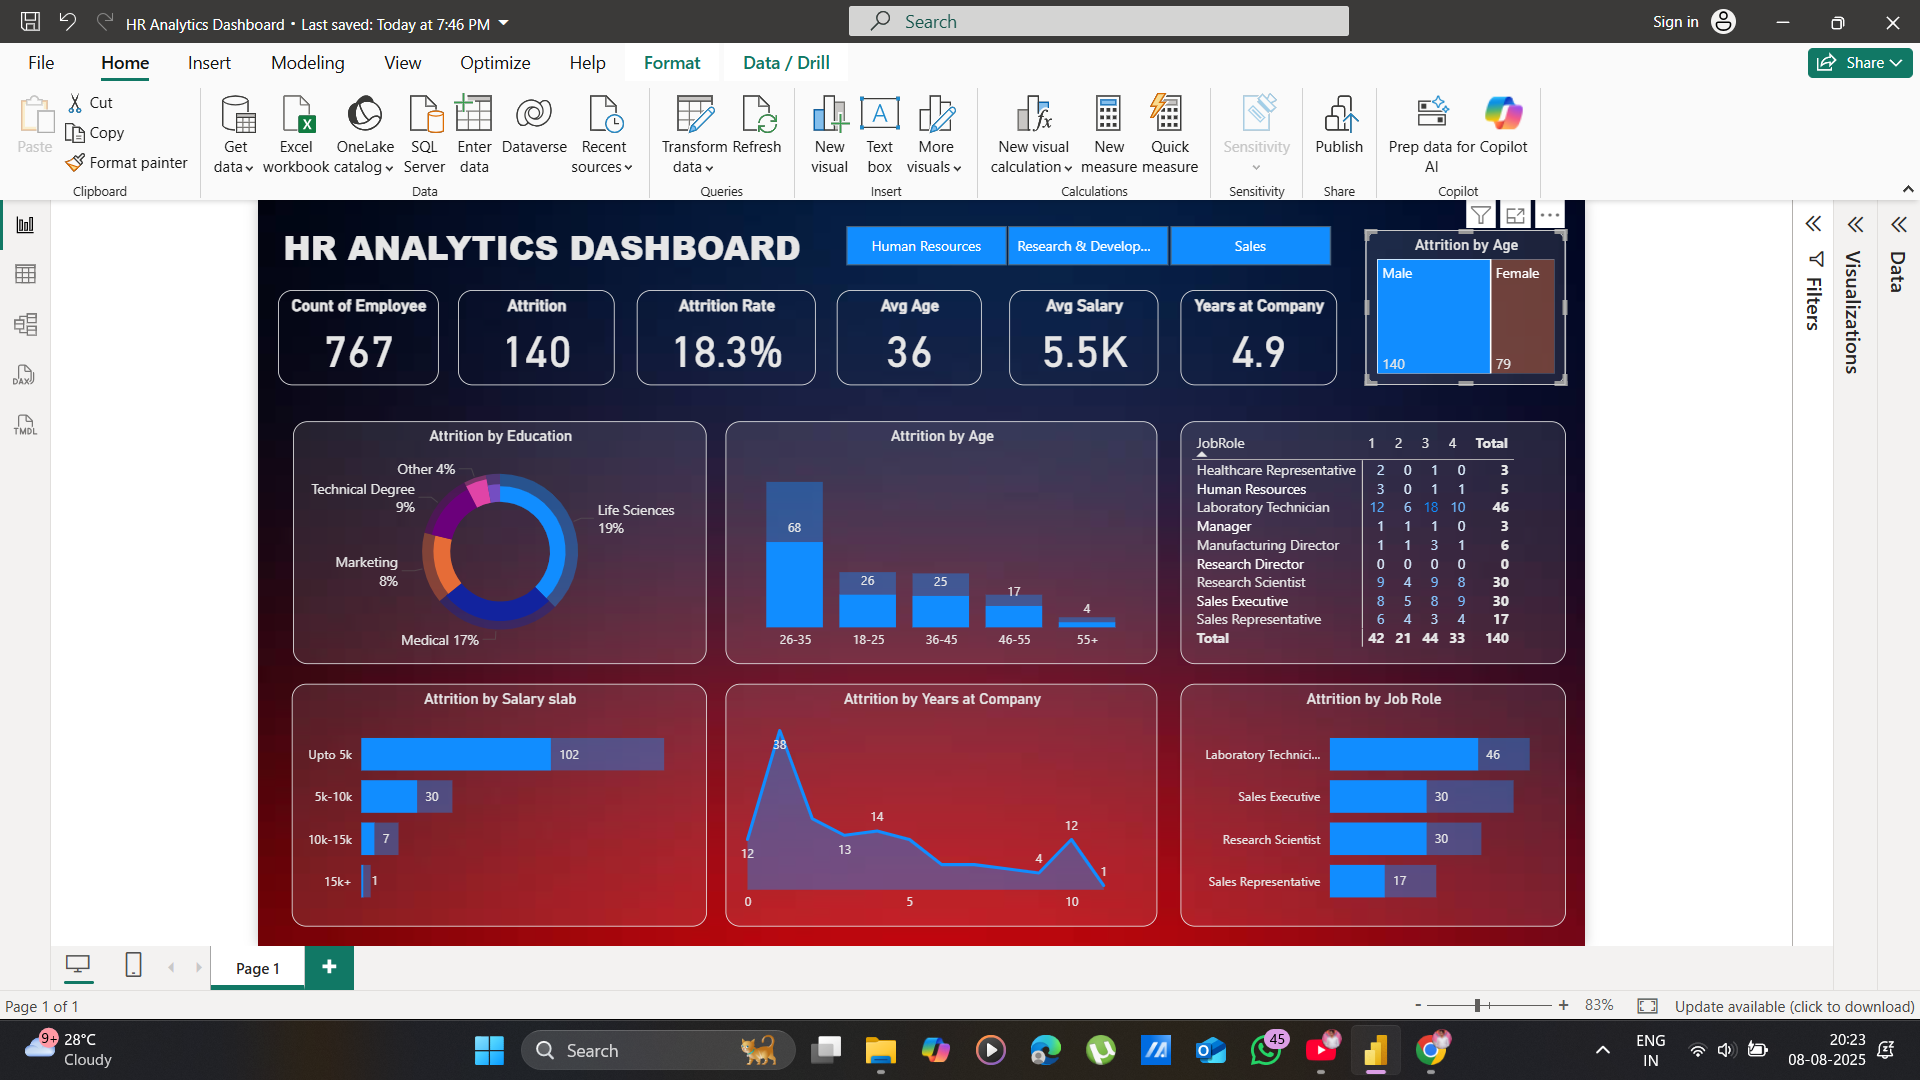 HR Analytics Dashboard • Last saved: Today at 7:46 PM
Search
Sign in
File
Home
Insert
Modeling
View
Optimize
Help
Format
Data / Drill
Share
Paste
Cut
Copy
Format painter
Clipboard
Get data
Excel workbook
OneLake catalog
SQL Server
Enter data
Dataverse
Recent sources
Data
Transform data
Refresh
Queries
New visual
Text box
More visuals
Insert
New visual calculation
New measure
Quick measure
Calculations
Sensitivity
Sensitivity
Publish
Share
Prep data for AI
Copilot
Copilot
DAX
TMDL
HR ANALYTICS DASHBOARD
Human Resources
Research & Develop...
Sales
Count of Employee
767
Attrition
140
Attrition Rate
18.3%
Avg Age
36
Avg Salary
5.5K
Years at Company
4.9
Attrition by Age
Male
Female
140
79
Attrition by Education
Other 4%
Technical Degree
9%
Life Sciences
19%
Marketing
8%
Medical 17%
Attrition by Age
68
26
25
17
4
26-35
18-25
36-45
46-55
55+
JobRole 1 2 3 4 Total
Healthcare Representative 2 0 1 0 3
Human Resources 3 0 1 1 5
Laboratory Technician 12 6 18 10 46
Manager 1 1 1 0 3
Manufacturing Director 1 1 3 1 6
Research Director 0 0 0 0 0
Research Scientist 9 4 9 8 30
Sales Executive 8 5 8 9 30
Sales Representative 6 4 3 4 17
Total 42 21 44 33 140
Attrition by Salary slab
Upto 5k 102
5k-10k 30
10k-15k 7
15k+ 1
Attrition by Years at Company
38
12
13
14
4
12
1
0
5
10
Attrition by Job Role
Laboratory Technici... 46
Sales Executive 30
Research Scientist 30
Sales Representative 17
Filters
Visualizations
Data
Page 1
Page 1 of 1
- + 83%
Update available (click to download)
9+
28°C
Cloudy
Search
45
ENG
IN
20:23
08-08-2025